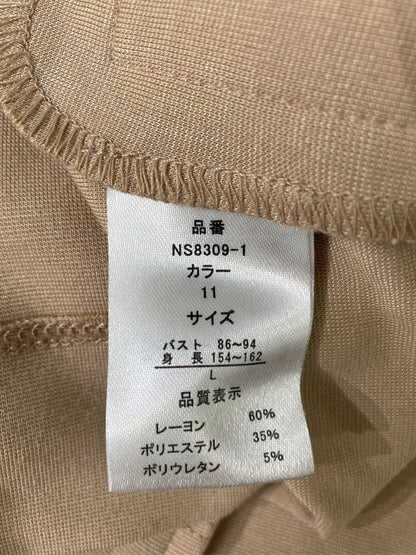 品番
NS8309-1
カラー
11
サイズ
バスト 86〜94
身 長 154〜162
L
品質表示
レーヨン 60%
ポリエステル 35%
ポリウレタン 5%